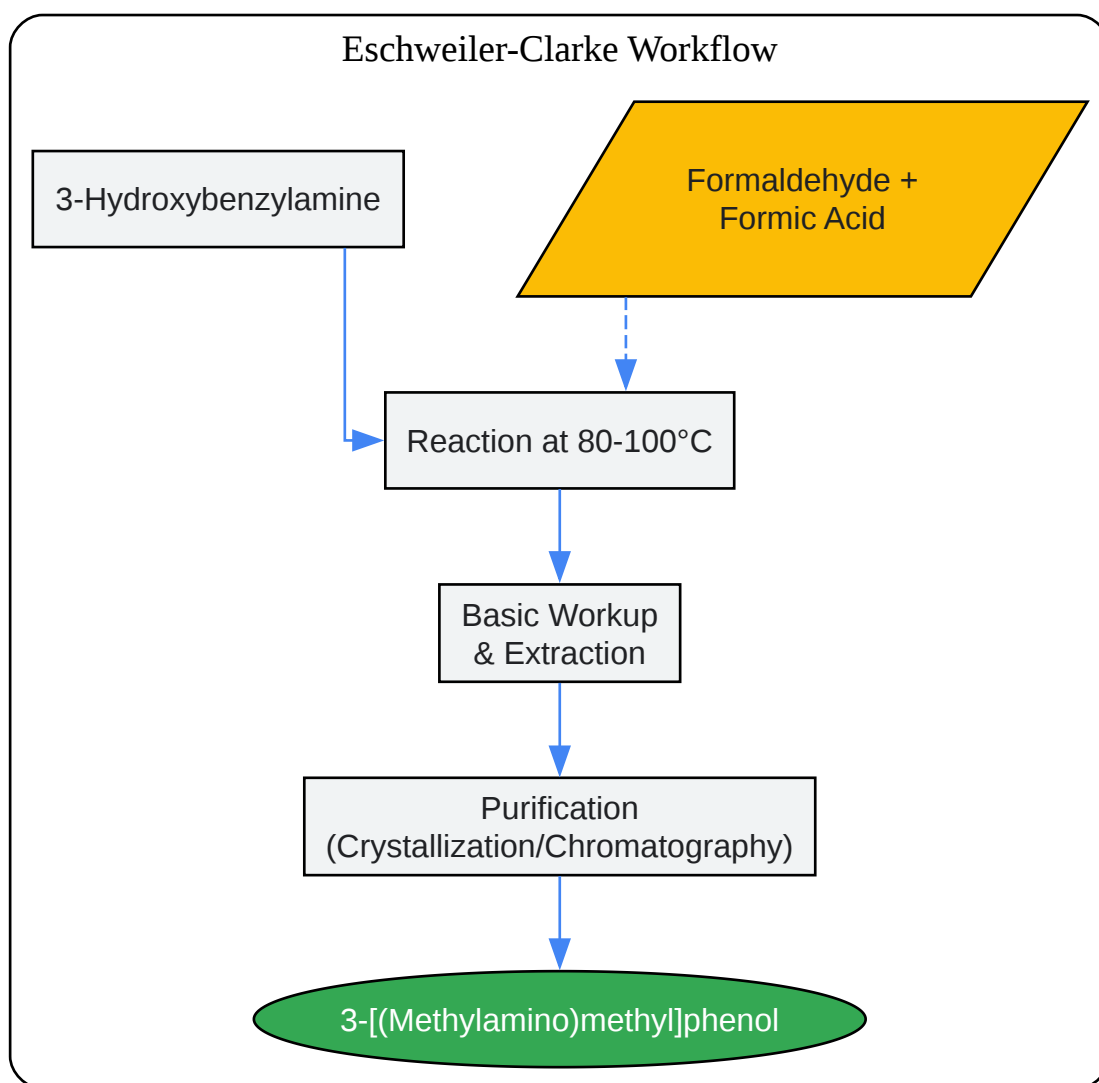 Eschweiler-Clarke Workflow
3-Hydroxybenzylamine
Formaldehyde +
Formic Acid
Reaction at 80-100°C
Basic Workup
& Extraction
Purification
(Crystallization/Chromatography)
3-[(Methylamino)methyl]phenol